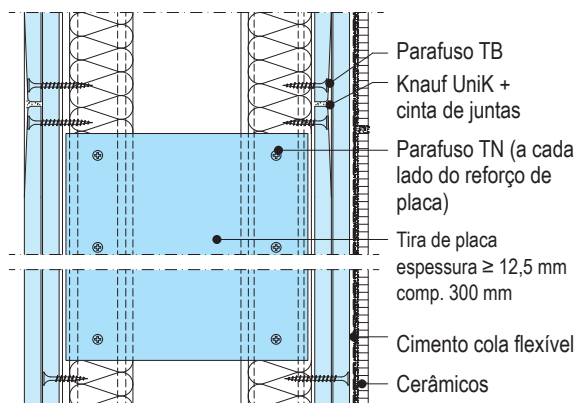 Parafuso TB
Knauf UniK +
cinta de juntas
Parafuso TN (a cada
lado do reforço de
placa)
Tira de placa
espessura ≥ 12,5 mm
comp. 300 mm
Cimento cola flexível
Cerâmicos